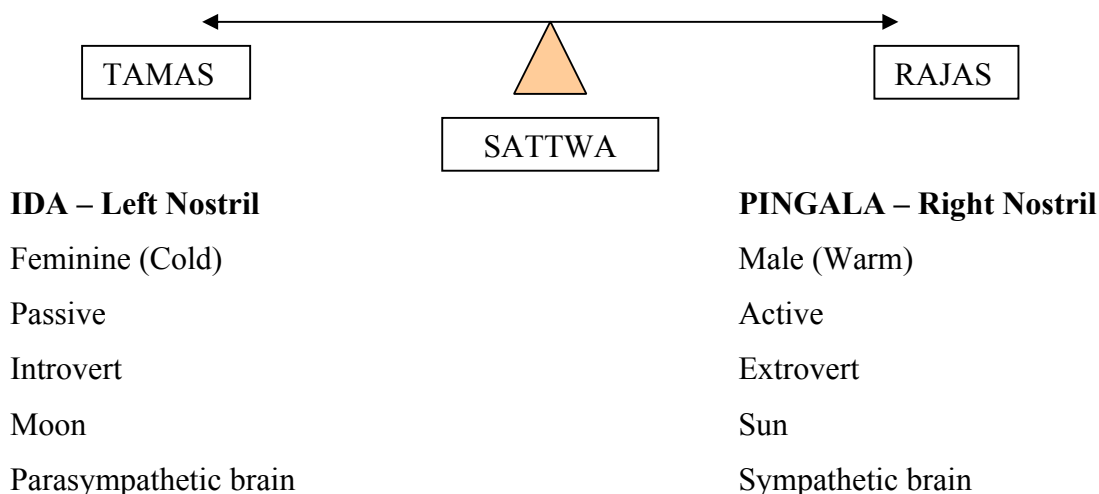 TAMAS
RAJAS
SATTWA
IDA – Left Nostril
PINGALA – Right Nostril
Feminine (Cold)
Male (Warm)
Passive
Active
Introvert
Extrovert
Moon
Sun
Parasympathetic brain
Sympathetic brain